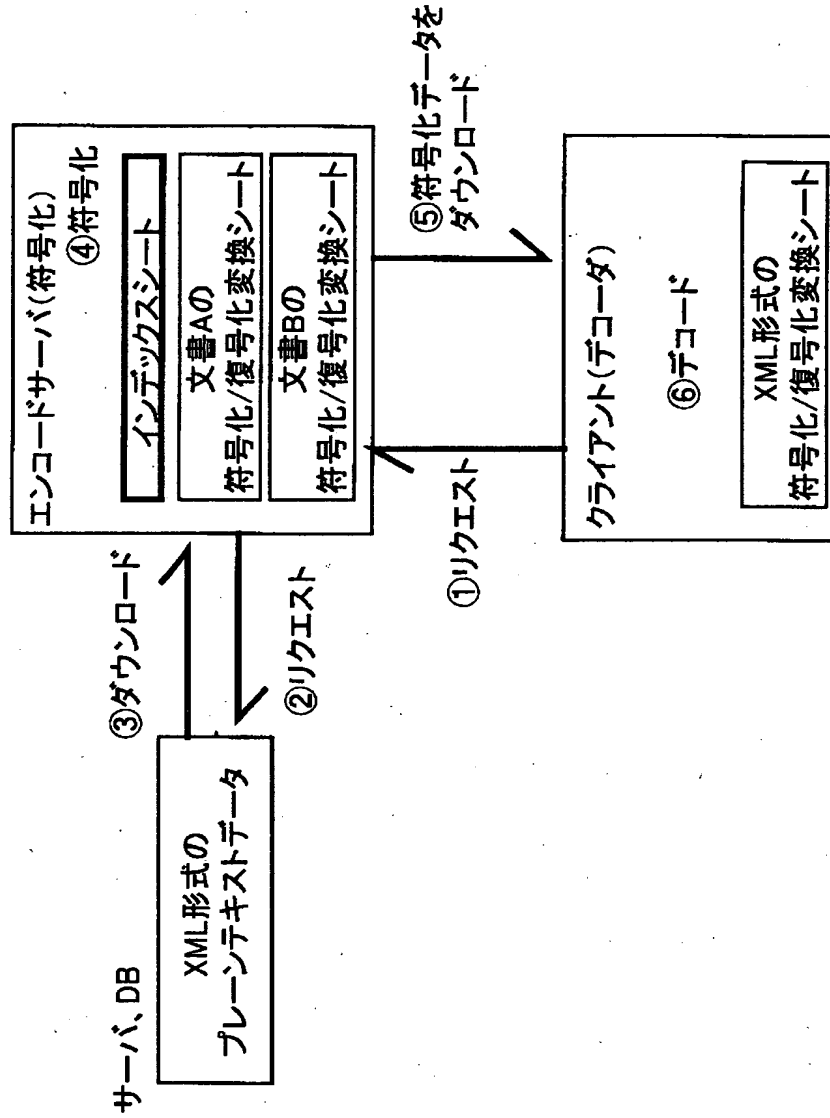 サーバ、DB
XML形式の
プレーンテキストデータ
③ダウンロード
②リクエスト
エンコードサーバ(符号化)
④符号化
インデックスシート
文書Aの
符号化/復号化変換シート
文書Bの
符号化/復号化変換シート
①リクエスト
⑤符号化データを
ダウンロード
クライアント(デコーダ)
⑥デコード
XML形式の
符号化/復号化変換シート